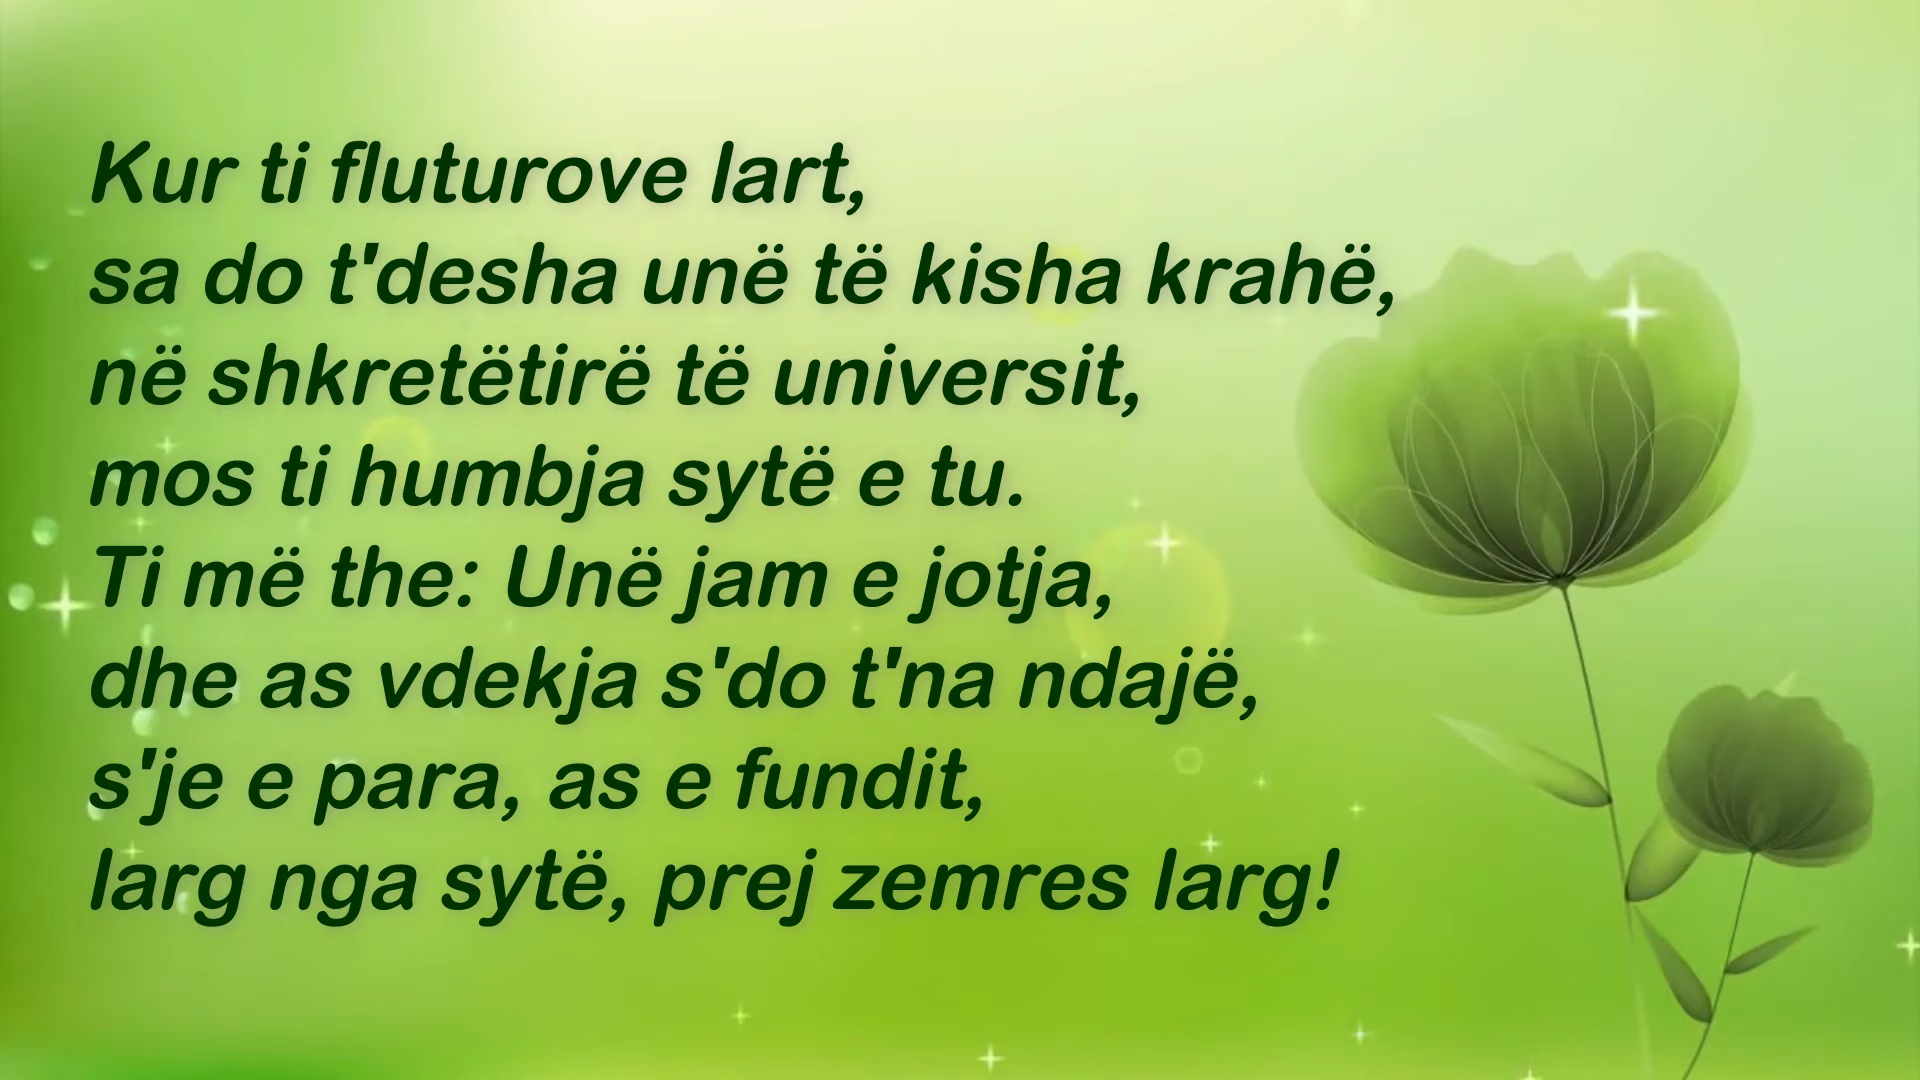 Kur ti fluturove lart,
sa do t'desha unë të kisha krahë,
në shkretëtirë të universit,
mos ti humbja sytë e tu.
Ti më the: Unë jam e jotja,
dhe as vdekja s'do t'na ndajë,
s'je e para, as e fundit,
larg nga sytë, prej zemres larg!